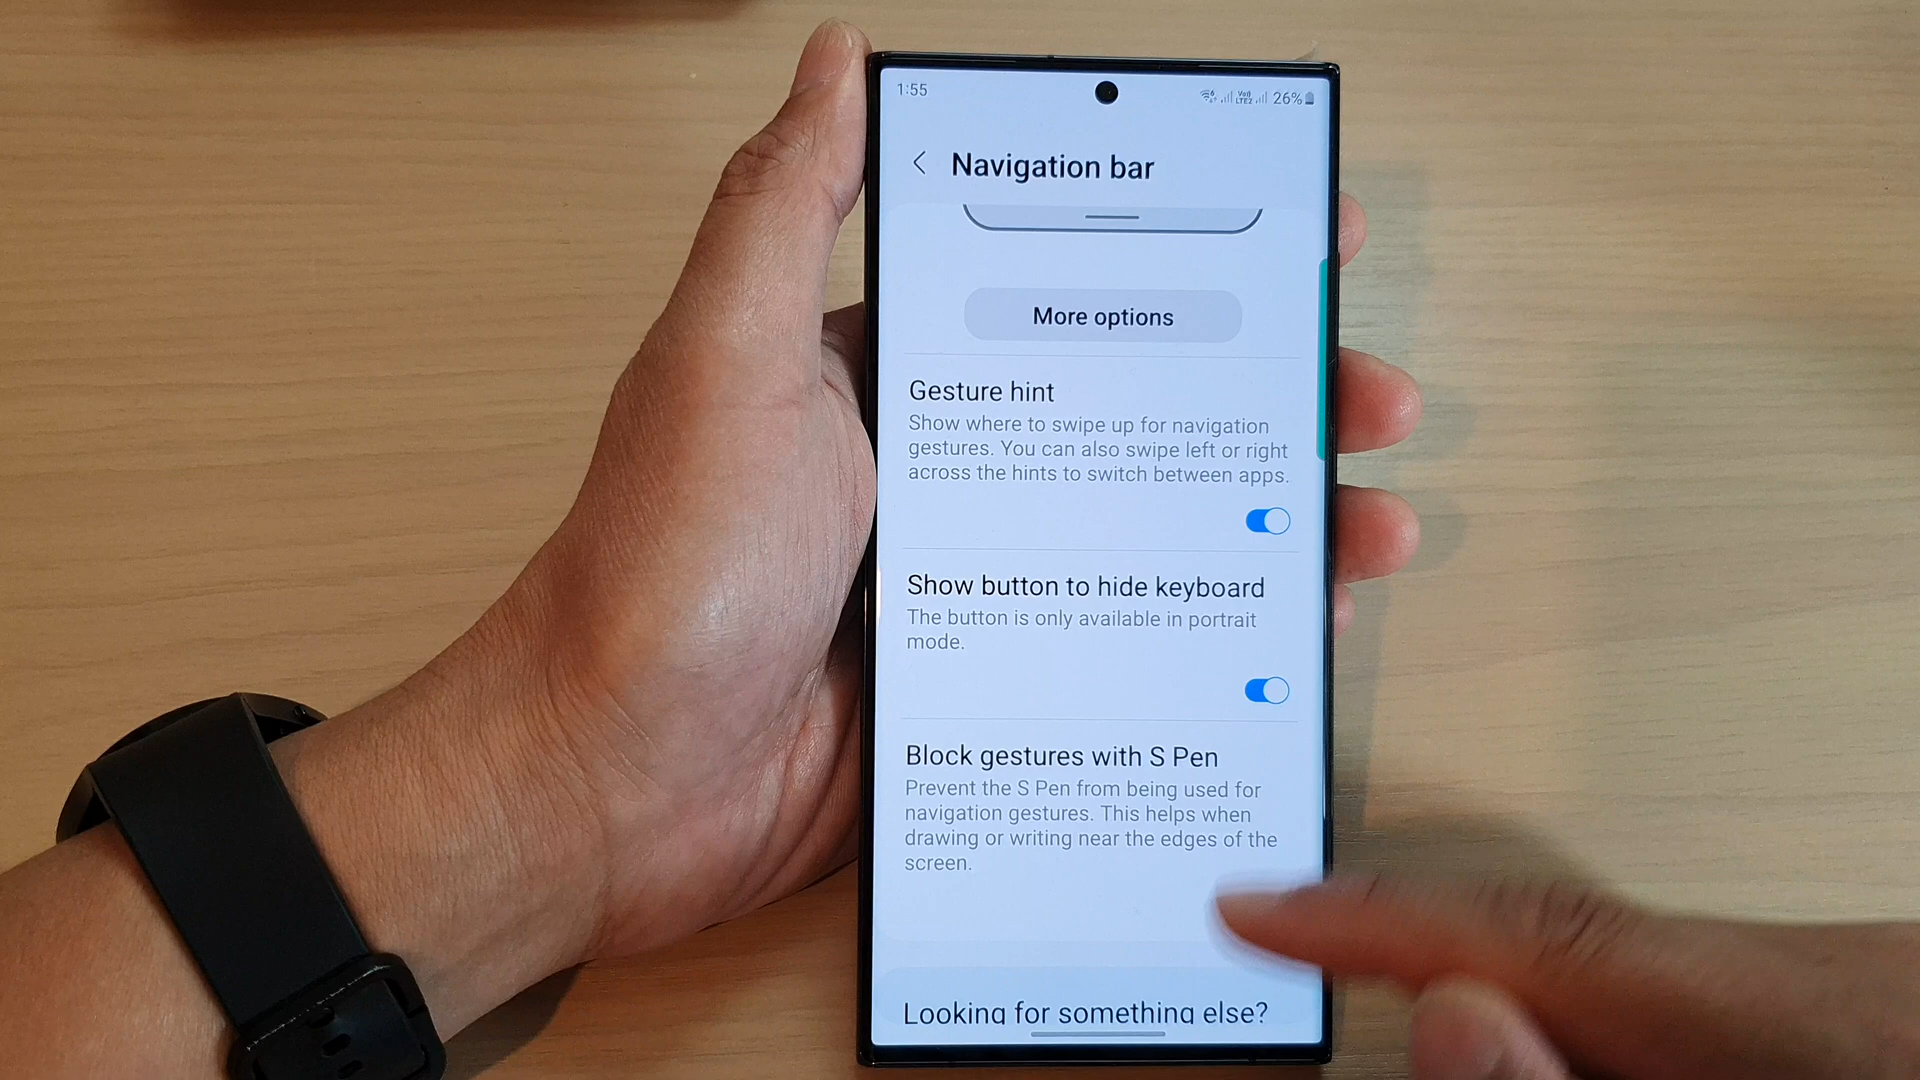 1:55
Vo))
LTE2
26%
Navigation bar
More options
Gesture hint
Show where to swipe up for navigation
gestures. You can also swipe left or right
across the hints to switch between apps.
Show button to hide keyboard
The button is only available in portrait
mode.
Block gestures with S Pen
Prevent the S Pen from being used for
navigation gestures. This helps when
drawing or writing near the edges of the
screen.
Looking for something else?